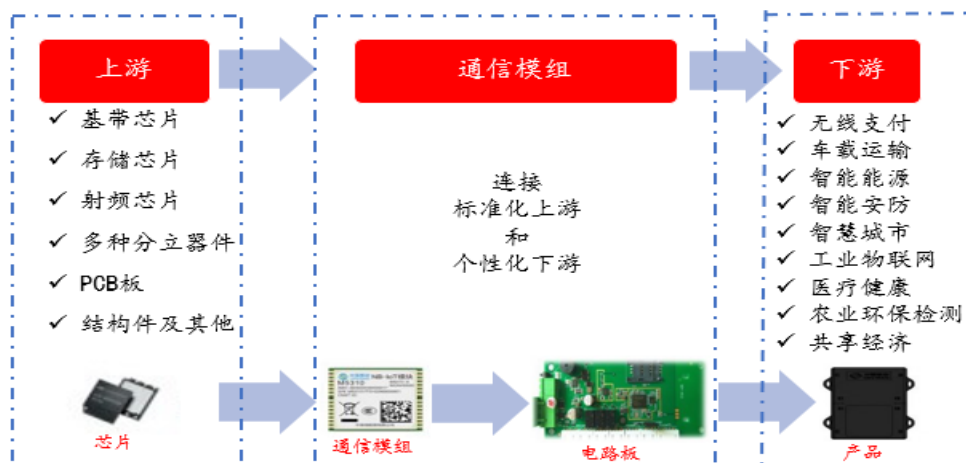 上游
通信模组
下游
基带芯片
存储芯片
射频芯片
多种分立器件
PCB板
结构件及其他
连接
标准化上游
和
个性化下游
无线支付
车载运输
智能能源
智能安防
智慧城市
工业物联网
医疗健康
农业环保检测
共享经济
M5310
芯片
通信模组
电路板
产品